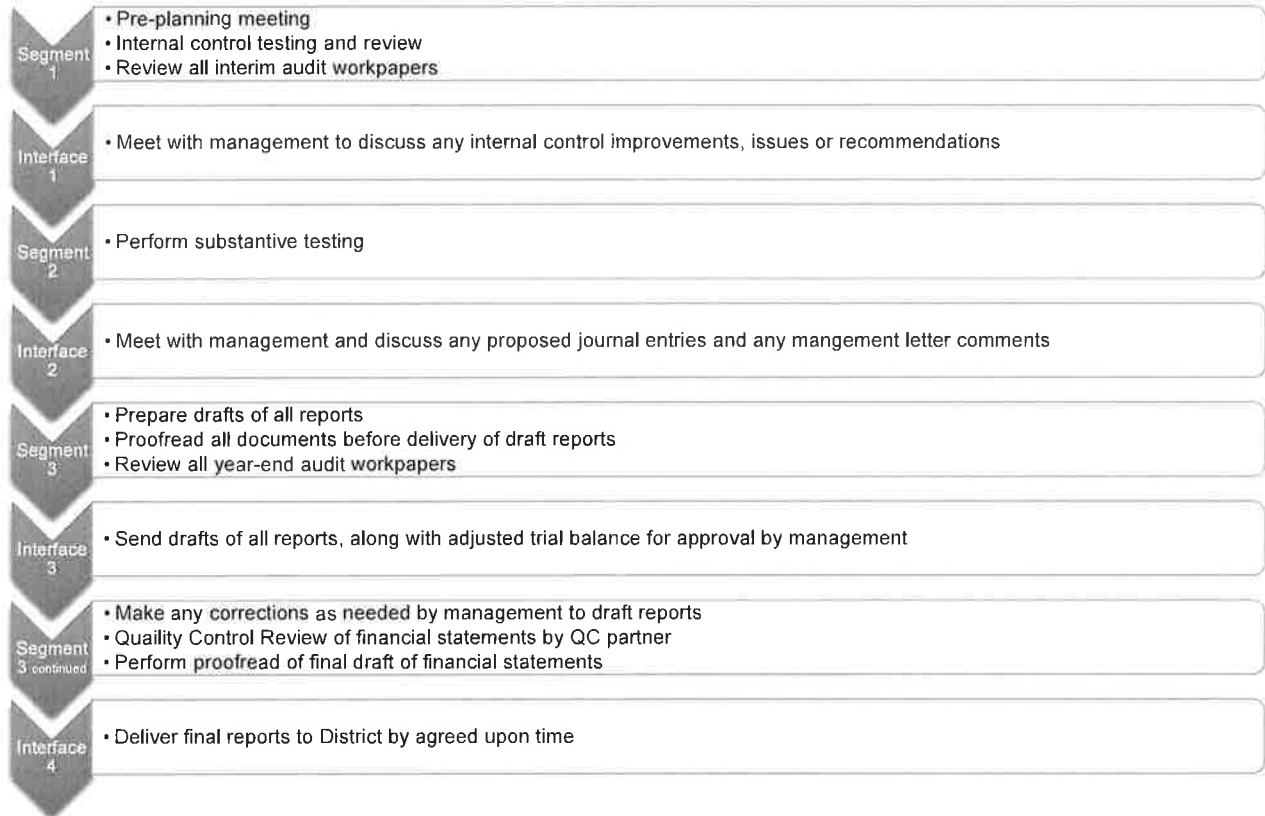 Segment
1
• Pre-planning meeting
• Internal control testing and review
• Review all interim audit workpapers
Interface
1
• Meet with management to discuss any internal control improvements, issues or recommendations
Segment
2
• Perform substantive testing
Interface
2
• Meet with management and discuss any proposed journal entries and any mangement letter comments
Segment
3
• Prepare drafts of all reports
• Proofread all documents before delivery of draft reports
• Review all year-end audit workpapers
Interface
3
• Send drafts of all reports, along with adjusted trial balance for approval by management
Segment
3 continued
• Make any corrections as needed by management to draft reports
• Quaility Control Review of financial statements by QC partner
• Perform proofread of final draft of financial statements
Interface
4
• Deliver final reports to District by agreed upon time